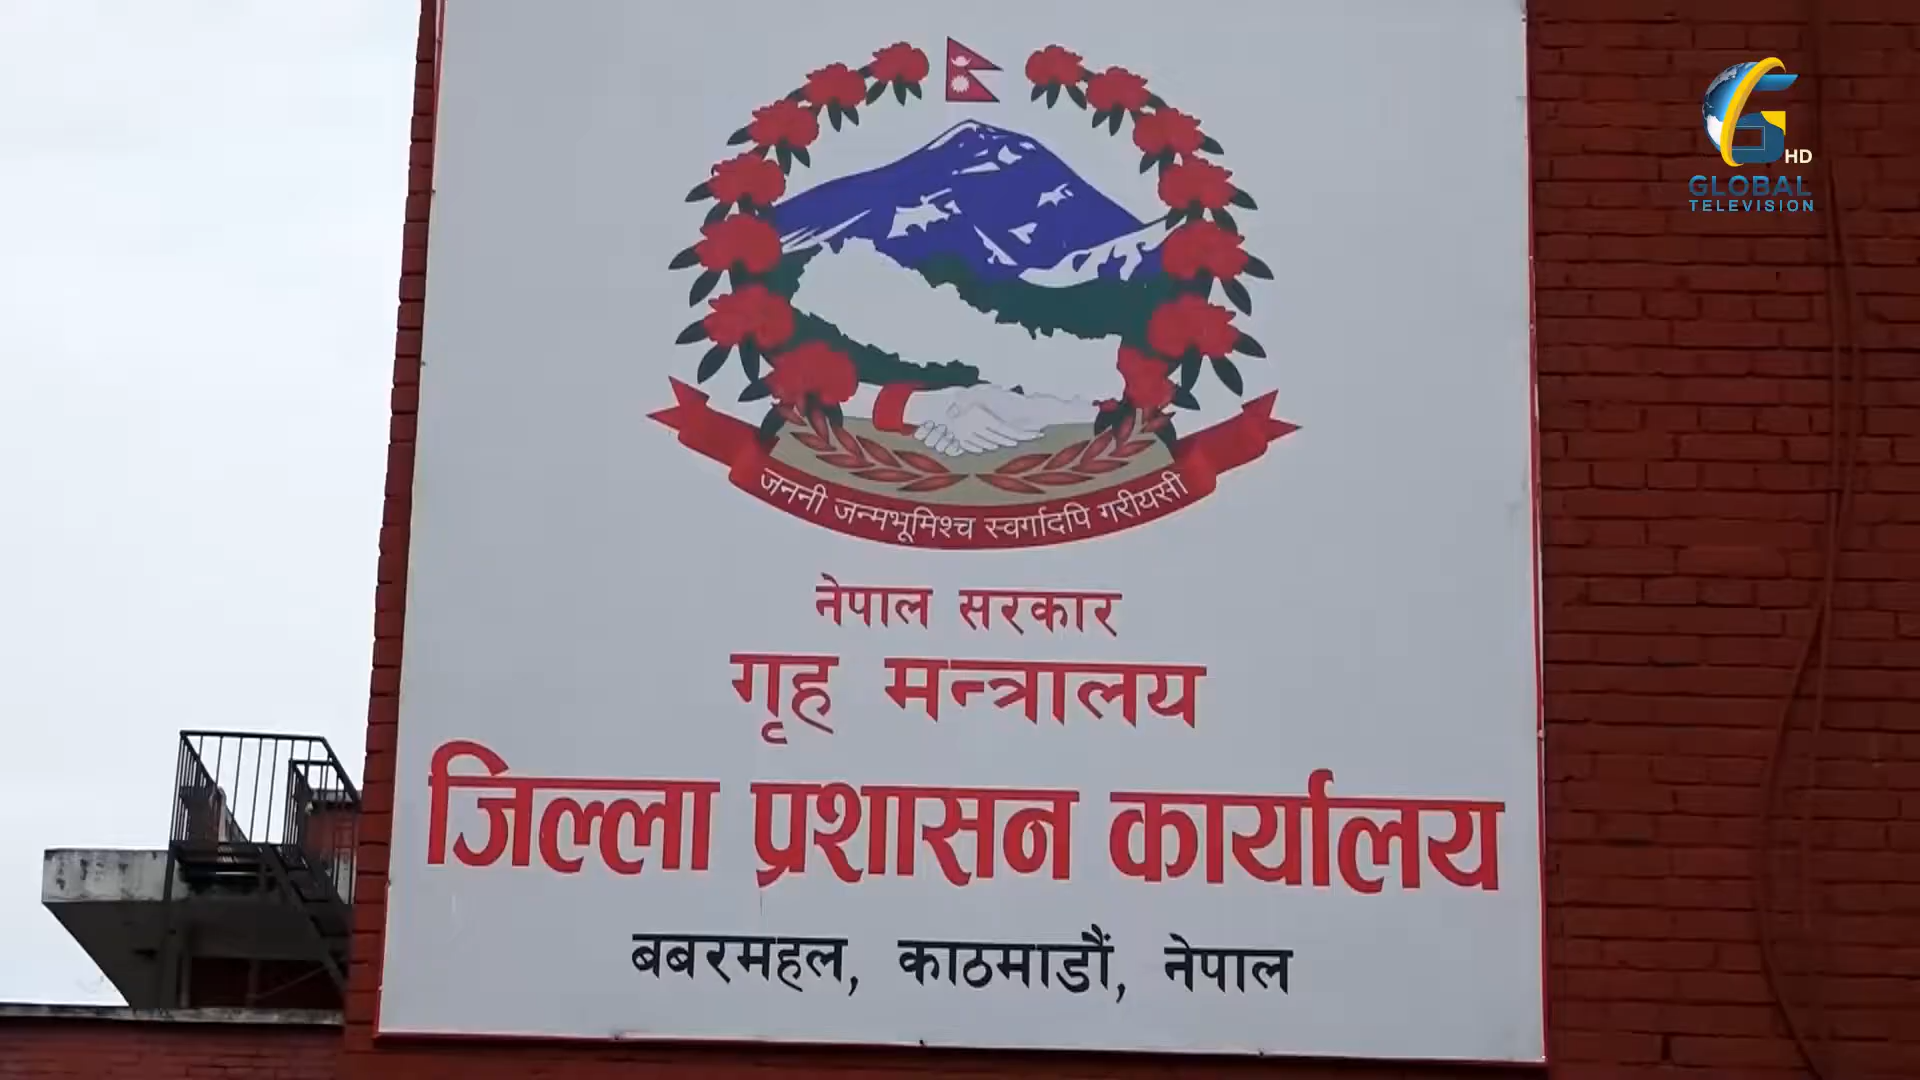 HD
GLOBAL
TELEVISION
जननी जन्मभूमिश्च स्वर्गादपि गरीयसी
नेपाल सरकार
गृह मन्त्रालय
जिल्ला प्रशासन कार्यालय
बबरमहल, काठमाडौं, नेपाल